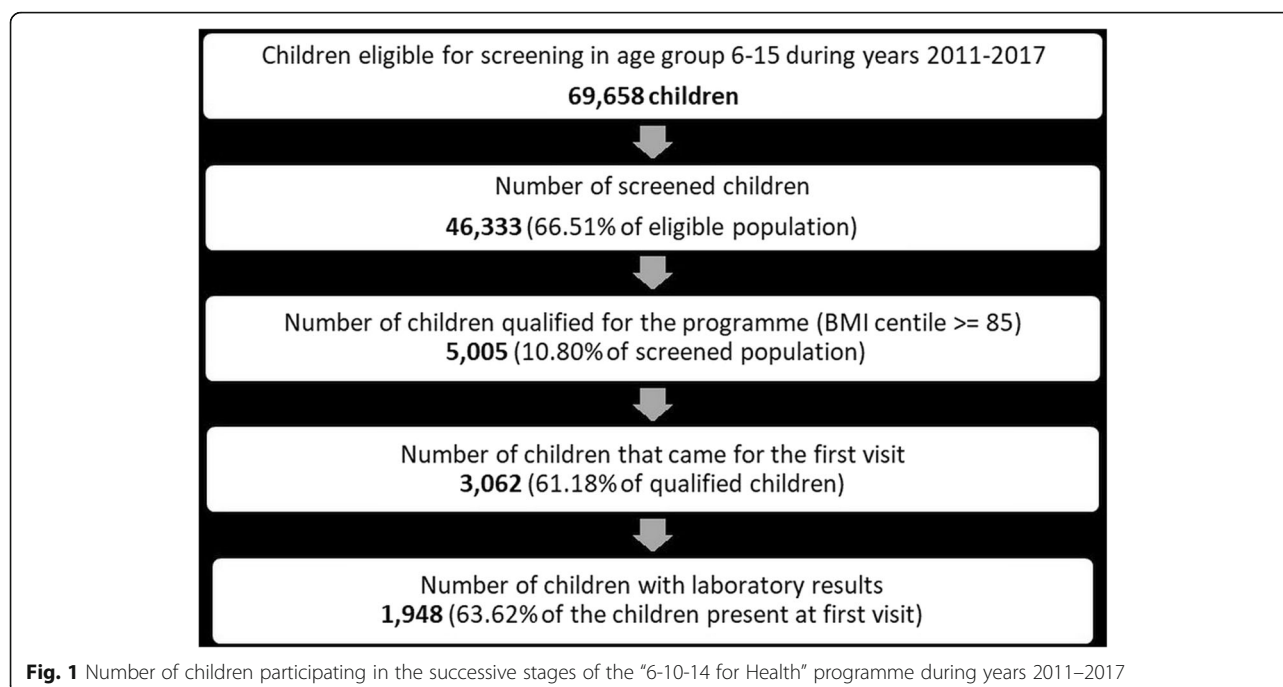 Children eligible for screening in age group 6-15 during years 2011-2017
69,658 children
Number of screened children
46,333 (66.51% of eligible population)
Number of children qualified for the programme (BMI centile >= 85)
5,005 (10.80% of screened population)
Number of children that came for the first visit
3,062 (61.18% of qualified children)
Number of children with laboratory results
1,948 (63.62% of the children present at first visit)
Fig. 1 Number of children participating in the successive stages of the “6-10-14 for Health” programme during years 2011–2017